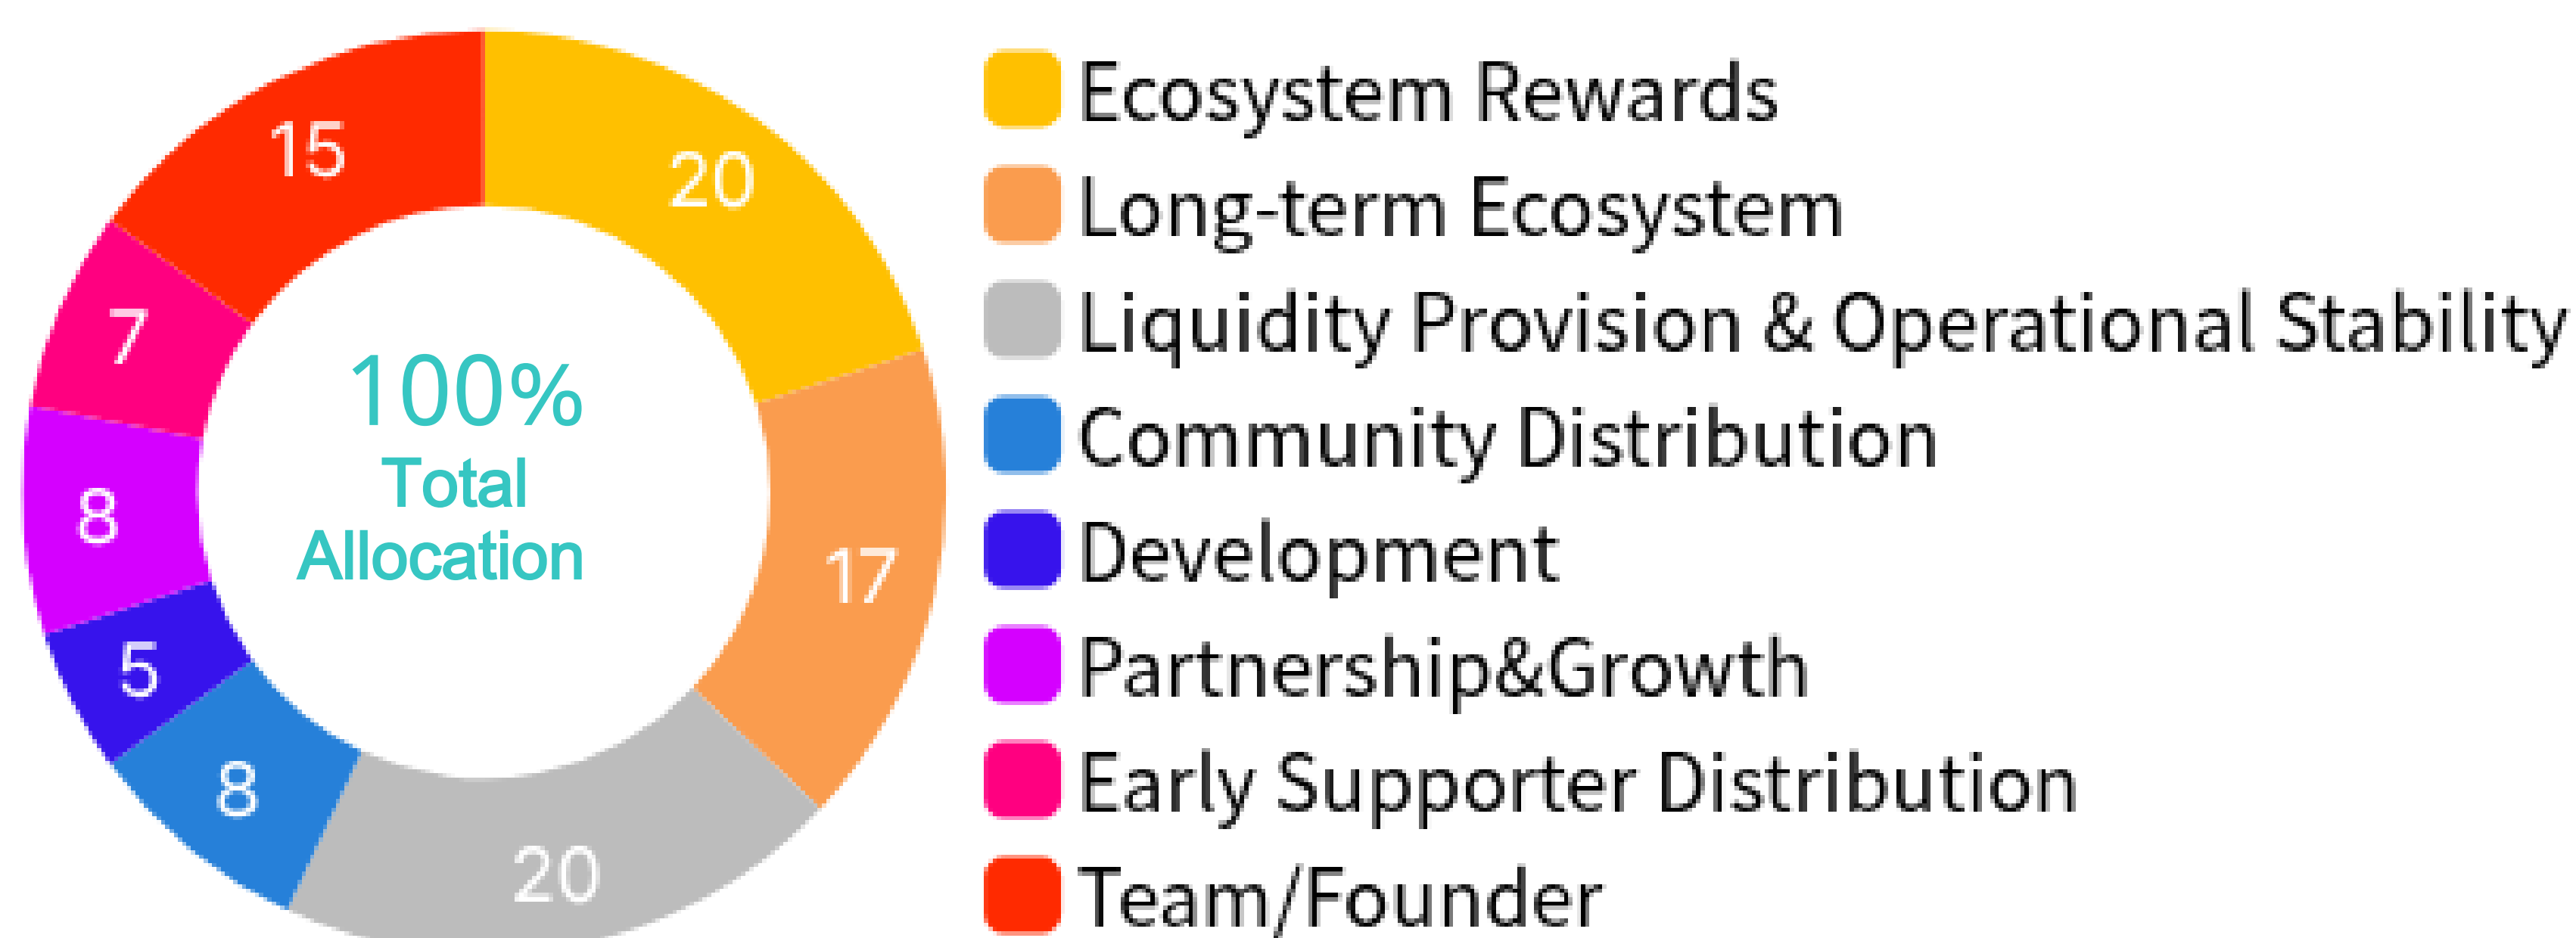 15
20
7
8
5
8
20
17
100%
Total
Allocation
Ecosystem Rewards
Long-term Ecosystem
Liquidity Provision & Operational Stability
Community Distribution
Development
Partnership&Growth
Early Supporter Distribution
Team/Founder